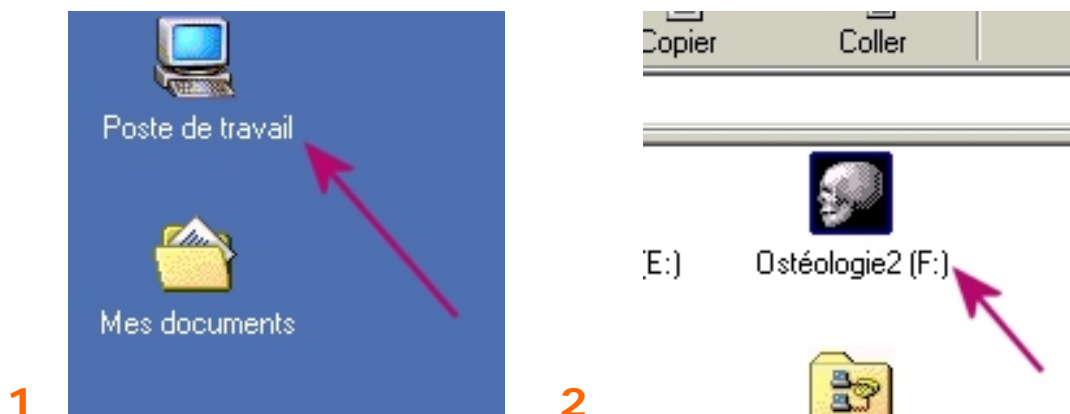 Poste de travail
Mes documents
1
Copier Coller
(E:) Ostéologie2 (F:)
2